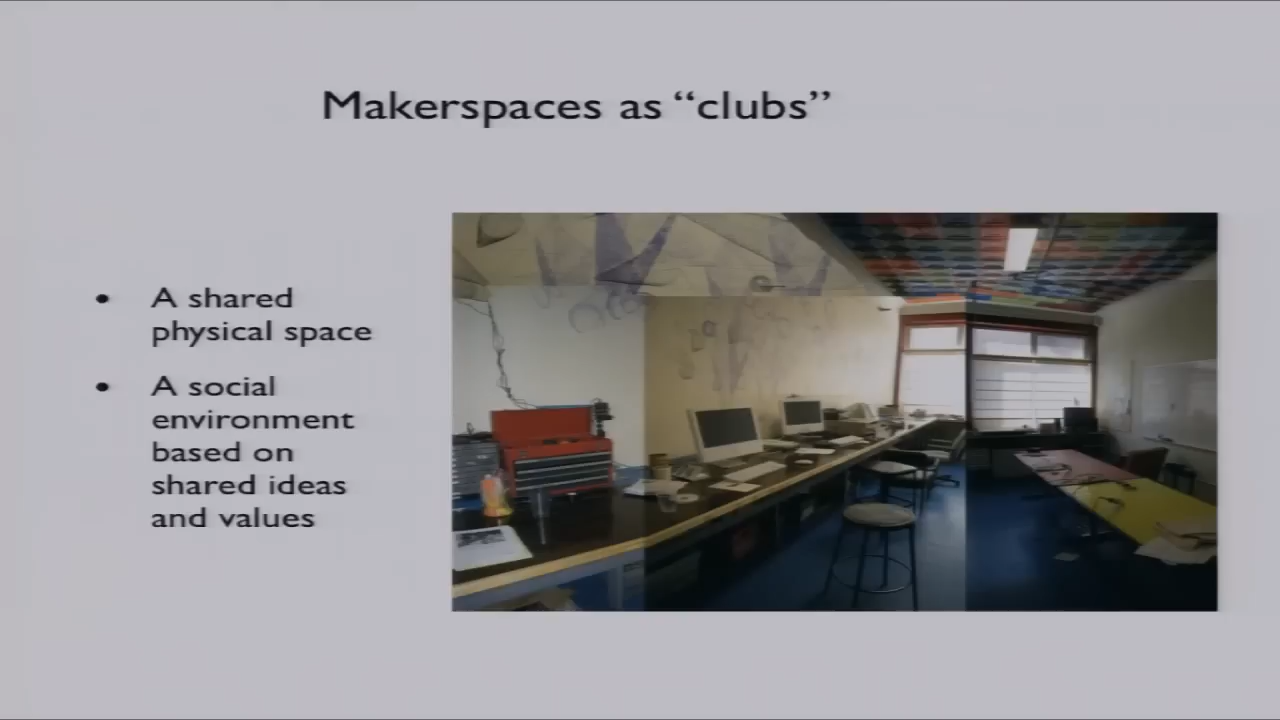 Makerspaces as “clubs”
• A shared
physical space
• A social
environment
based on
shared ideas
and values